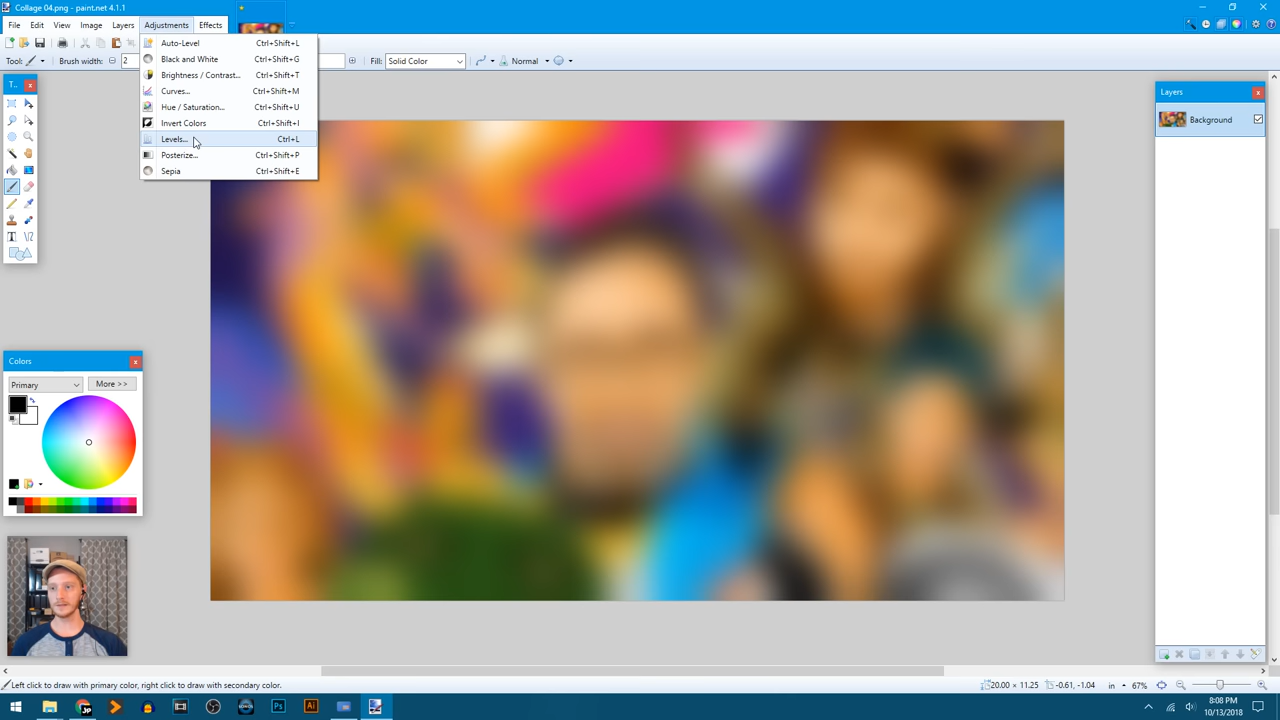 Collage 04.png - paint.net 4.1.1
File Edit View Image Layers Adjustments Effects
Auto-Level Ctrl+Shift+L
Black and White Ctrl+Shift+G
Brightness / Contrast... Ctrl+Shift+T
Curves... Ctrl+Shift+M
Hue / Saturation... Ctrl+Shift+U
Invert Colors Ctrl+Shift+I
Levels... Ctrl+L
Posterize... Ctrl+Shift+P
Sepia Ctrl+Shift+E
Tool: Brush width: 2 Fill: Solid Color Normal
T...
Layers
Background
Colors
Primary More >>
Left click to draw with primary color, right click to draw with secondary color.
20.00 × 11.25 -0.61, -1.04 in 67%
SONOS Ps Ai
8:08 PM
10/13/2018